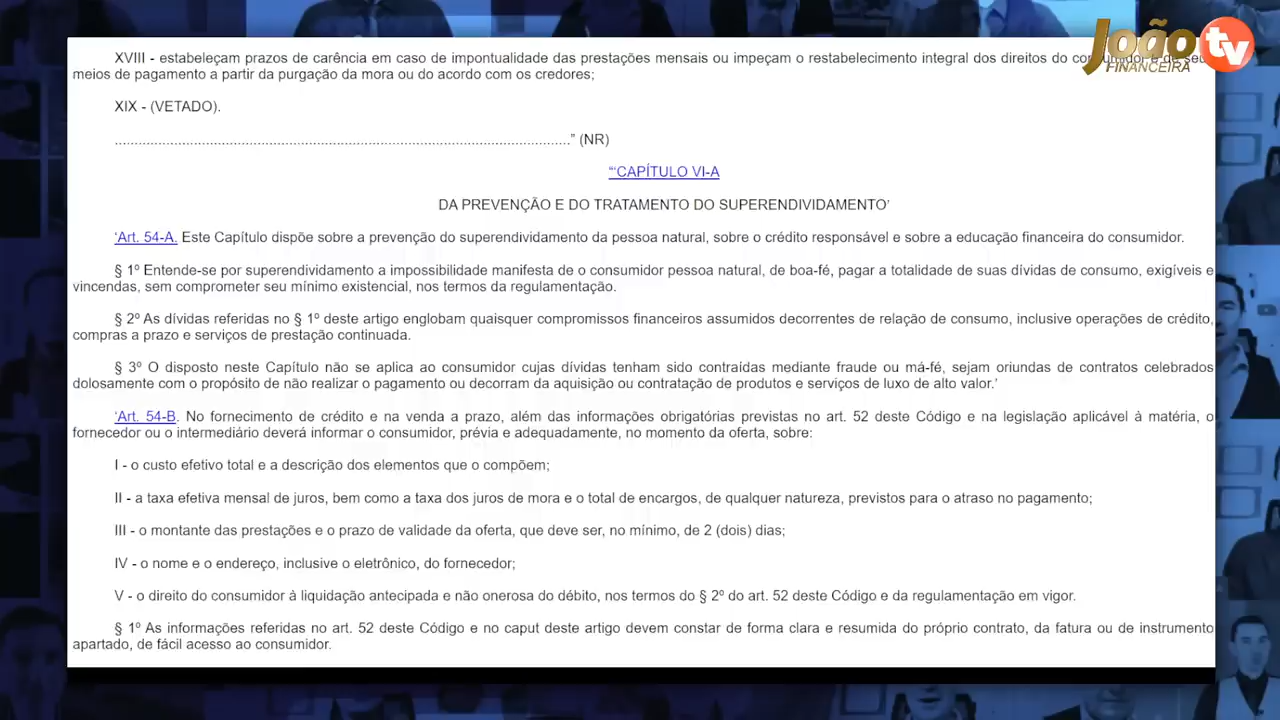 João
FINANCEIRA
tv
XVIII - estabeleçam prazos de carência em caso de impontualidade das prestações mensais ou impeçam o restabelecimento integral dos direitos do
meios de pagamento a partir da purgação da mora ou do acordo com os credores;
XIX - (VETADO).
...................................................................................................................” (NR)
“‘CAPÍTULO VI-A
DA PREVENÇÃO E DO TRATAMENTO DO SUPERENDIVIDAMENTO’
‘Art. 54-A. Este Capítulo dispõe sobre a prevenção do superendividamento da pessoa natural, sobre o crédito responsável e sobre a educação financeira do consumidor.
§ 1º Entende-se por superendividamento a impossibilidade manifesta de o consumidor pessoa natural, de boa-fé, pagar a totalidade de suas dívidas de consumo, exigíveis e
vincendas, sem comprometer seu mínimo existencial, nos termos da regulamentação.
§ 2º As dívidas referidas no § 1º deste artigo englobam quaisquer compromissos financeiros assumidos decorrentes de relação de consumo, inclusive operações de crédito,
compras a prazo e serviços de prestação continuada.
§ 3º O disposto neste Capítulo não se aplica ao consumidor cujas dívidas tenham sido contraídas mediante fraude ou má-fé, sejam oriundas de contratos celebrados
dolosamente com o propósito de não realizar o pagamento ou decorram da aquisição ou contratação de produtos e serviços de luxo de alto valor.’
‘Art. 54-B. No fornecimento de crédito e na venda a prazo, além das informações obrigatórias previstas no art. 52 deste Código e na legislação aplicável à matéria, o
fornecedor ou o intermediário deverá informar o consumidor, prévia e adequadamente, no momento da oferta, sobre:
I - o custo efetivo total e a descrição dos elementos que o compõem;
II - a taxa efetiva mensal de juros, bem como a taxa dos juros de mora e o total de encargos, de qualquer natureza, previstos para o atraso no pagamento;
III - o montante das prestações e o prazo de validade da oferta, que deve ser, no mínimo, de 2 (dois) dias;
IV - o nome e o endereço, inclusive o eletrônico, do fornecedor;
V - o direito do consumidor à liquidação antecipada e não onerosa do débito, nos termos do § 2º do art. 52 deste Código e da regulamentação em vigor.
§ 1º As informações referidas no art. 52 deste Código e no caput deste artigo devem constar de forma clara e resumida do próprio contrato, da fatura ou de instrumento
apartado, de fácil acesso ao consumidor.